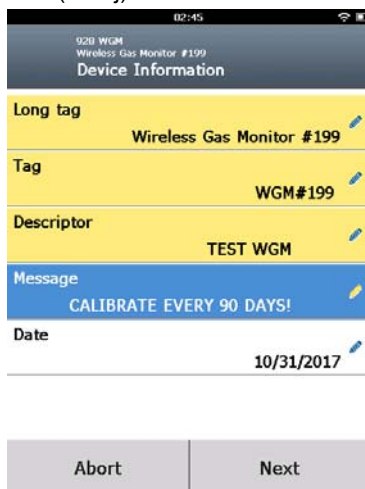 02:45
928 WGM
Wireless Gas Monitor #199
Device Information
Long tag
Wireless Gas Monitor #199
Tag
WGM#199
Descriptor
TEST WGM
Message
CALIBRATE EVERY 90 DAYS!
Date
10/31/2017
Abort Next